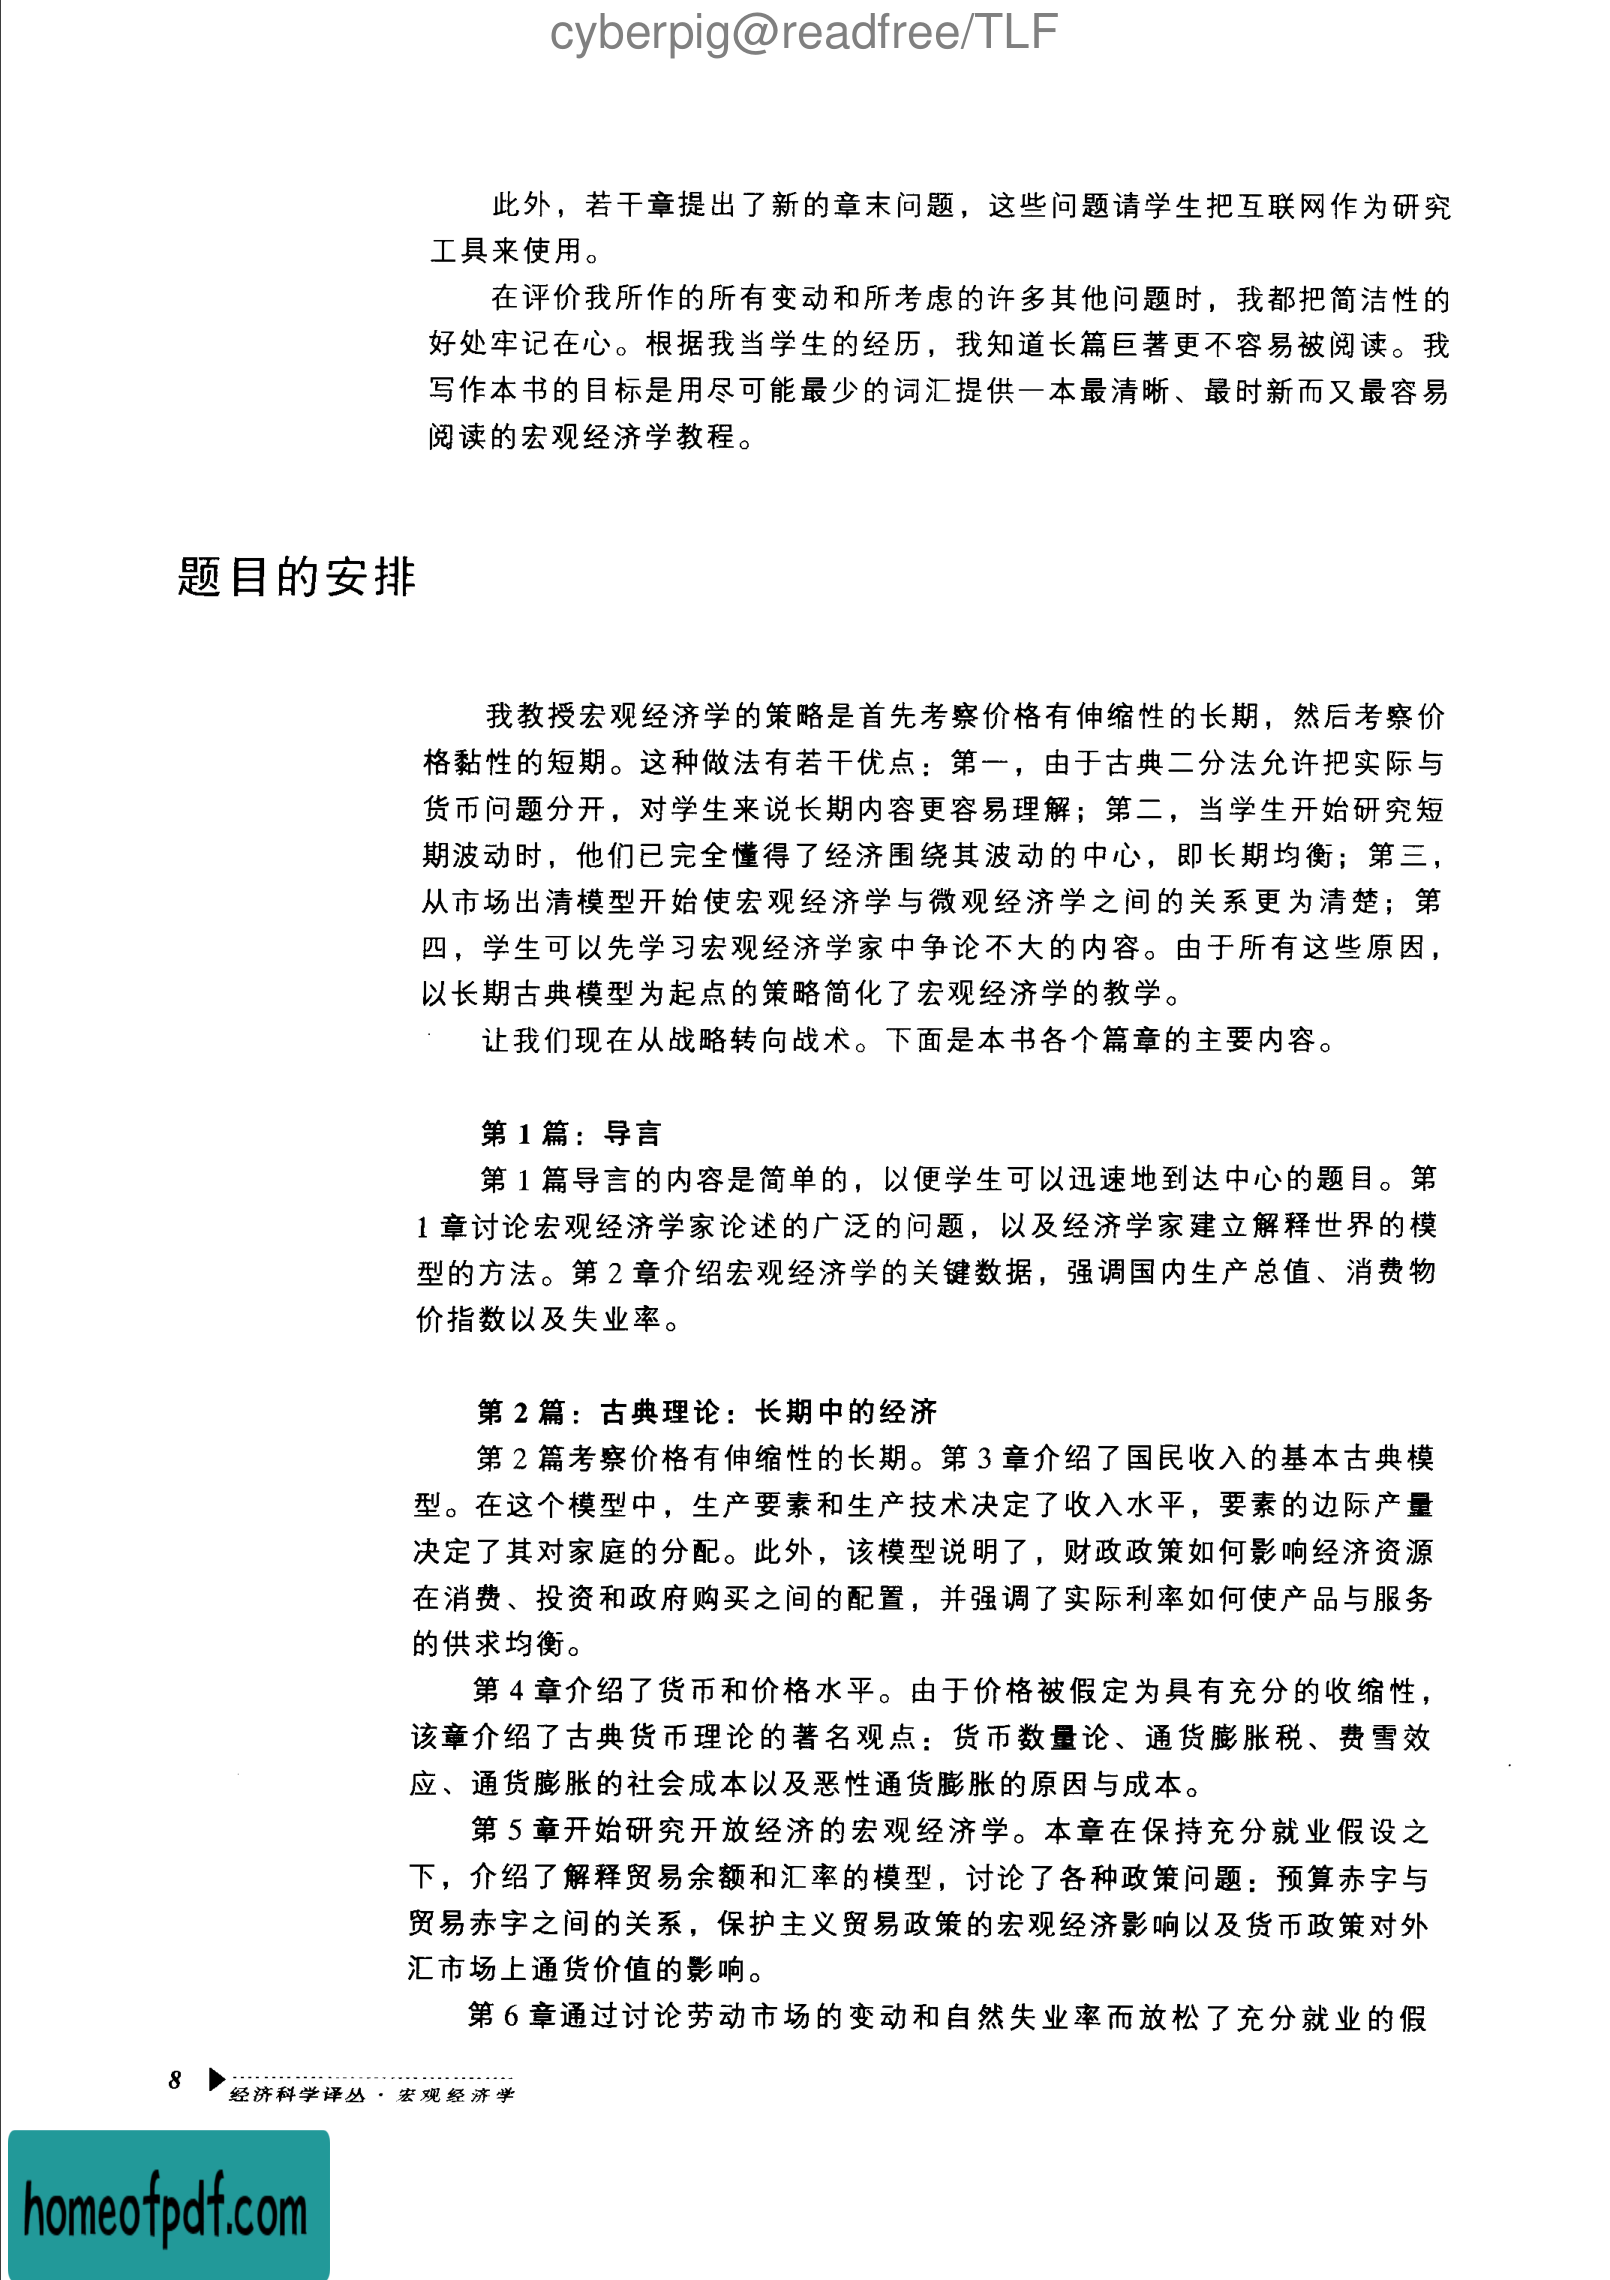 cyberpig@readfree/TLF
此外，若干章提出了新的章末问题，这些问题请学生把互联网作为研究
工具来使用。
在评价我所作的所有变动和所考虑的许多其他问题时，我都把简洁性的
好处牢记在心。根据我当学生的经历，我知道长篇巨著更不容易被阅读。我
写作本书的目标是用尽可能最少的词汇提供一本最清晰、最时新而又最容易
阅读的宏观经济学教程。
题目的安排
我教授宏观经济学的策略是首先考察价格有伸缩性的长期，然后考察价
格黏性的短期。这种做法有若干优点：第一，由于古典二分法允许把实际与
货币问题分开，对学生来说长期内容更容易理解；第二，当学生开始研究短
期波动时，他们已完全懂得了经济围绕其波动的中心，即长期均衡；第三，
从市场出清模型开始使宏观经济学与微观经济学之间的关系更为清楚；第
四，学生可以先学习宏观经济学家中争论不大的内容。由于所有这些原因，
以长期古典模型为起点的策略简化了宏观经济学的教学。
让我们现在从战略转向战术。下面是本书各个篇章的主要内容。
第 1 篇：导言
第 1 篇导言的内容是简单的，以便学生可以迅速地到达中心的题目。第
1 章讨论宏观经济学家论述的广泛的问题，以及经济学家建立解释世界的模
型的方法。第 2 章介绍宏观经济学的关键数据，强调国内生产总值、消费物
价指数以及失业率。
第 2 篇：古典理论：长期中的经济
第 2 篇考察价格有伸缩性的长期。第 3 章介绍了国民收入的基本古典模
型。在这个模型中，生产要素和生产技术决定了收入水平，要素的边际产量
决定了其对家庭的分配。此外，该模型说明了，财政政策如何影响经济资源
在消费、投资和政府购买之间的配置，并强调了实际利率如何使产品与服务
的供求均衡。
第 4 章介绍了货币和价格水平。由于价格被假定为具有充分的收缩性，
该章介绍了古典货币理论的著名观点：货币数量论、通货膨胀税、费雪效
应、通货膨胀的社会成本以及恶性通货膨胀的原因与成本。
第 5 章开始研究开放经济的宏观经济学。本章在保持充分就业假设之
下，介绍了解释贸易余额和汇率的模型，讨论了各种政策问题：预算赤字与
贸易赤字之间的关系，保护主义贸易政策的宏观经济影响以及货币政策对外
汇市场上通货价值的影响。
第 6 章通过讨论劳动市场的变动和自然失业率而放松了充分就业的假
8
经济科学译丛·宏观经济学
homeofpdf.com